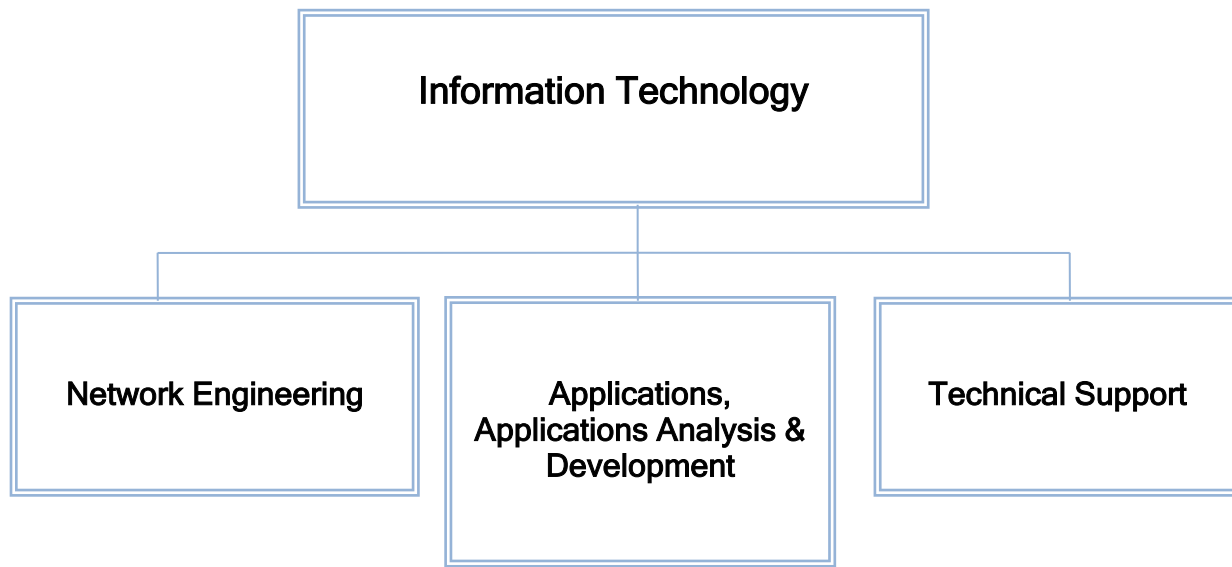 Information Technology
Network Engineering
Applications,
Applications Analysis &
Development
Technical Support